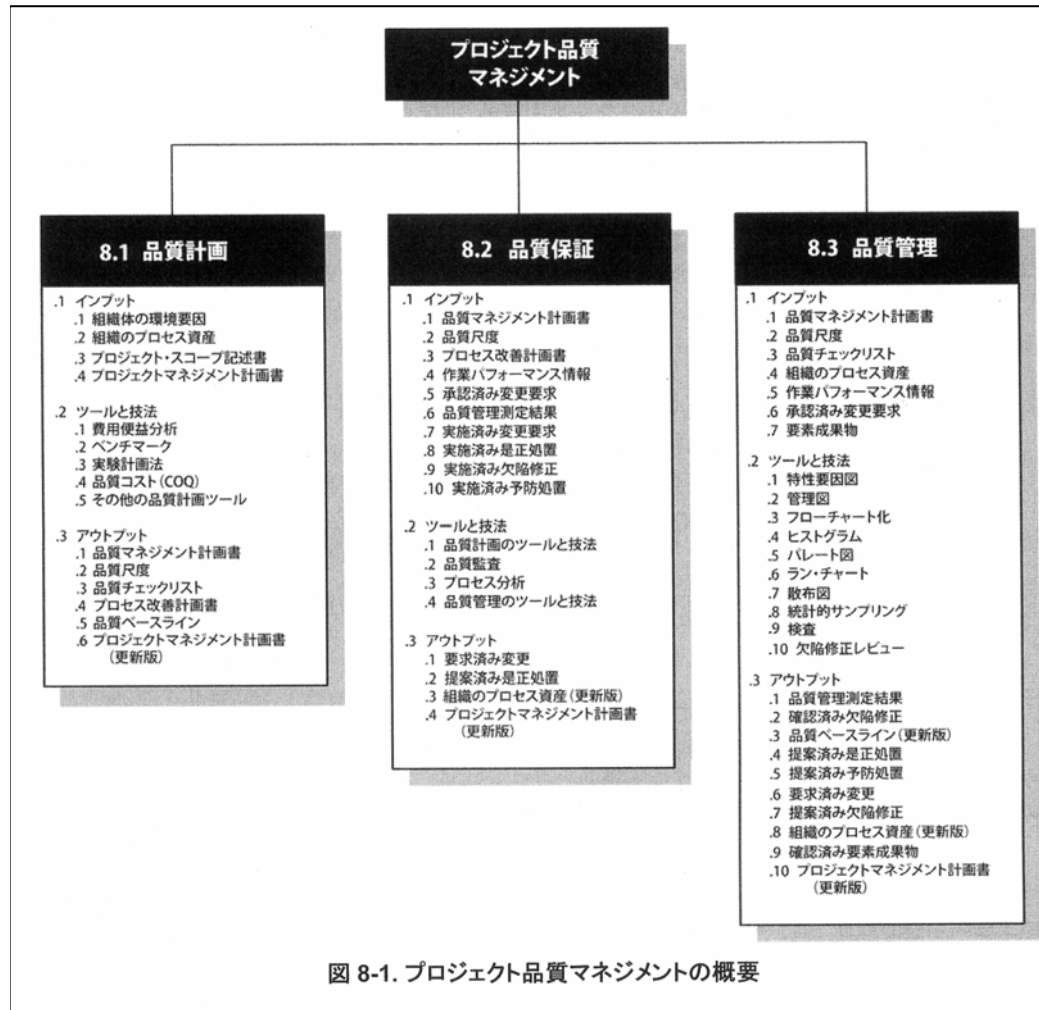 プロジェクト品質
マネジメント
8.1 品質計画
.1 インプット
.1 組織体の環境要因
.2 組織のプロセス資産
.3 プロジェクト・スコープ記述書
.4 プロジェクトマネジメント計画書
.2 ツールと技法
.1 費用便益分析
.2 ベンチマーク
.3 実験計画法
.4 品質コスト(COQ)
.5 その他の品質計画ツール
.3 アウトプット
.1 品質マネジメント計画書
.2 品質尺度
.3 品質チェックリスト
.4 プロセス改善計画書
.5 品質ベースライン
.6 プロジェクトマネジメント計画書
(更新版)
8.2 品質保証
.1 インプット
.1 品質マネジメント計画書
.2 品質尺度
.3 プロセス改善計画書
.4 作業パフォーマンス情報
.5 承認済み変更要求
.6 品質管理測定結果
.7 実施済み変更要求
.8 実施済み是正処置
.9 実施済み欠陥修正
.10 実施済み予防処置
.2 ツールと技法
.1 品質計画のツールと技法
.2 品質監査
.3 プロセス分析
.4 品質管理のツールと技法
.3 アウトプット
.1 要求済み変更
.2 提案済み是正処置
.3 組織のプロセス資産(更新版)
.4 プロジェクトマネジメント計画書
(更新版)
8.3 品質管理
.1 インプット
.1 品質マネジメント計画書
.2 品質尺度
.3 品質チェックリスト
.4 組織のプロセス資産
.5 作業パフォーマンス情報
.6 承認済み変更要求
.7 要素成果物
.2 ツールと技法
.1 特性要因図
.2 管理図
.3 フローチャート化
.4 ヒストグラム
.5 パレート図
.6 ラン・チャート
.7 散布図
.8 統計的サンプリング
.9 検査
.10 欠陥修正レビュー
.3 アウトプット
.1 品質管理測定結果
.2 確認済み欠陥修正
.3 品質ベースライン(更新版)
.4 提案済み是正処置
.5 提案済み予防処置
.6 要求済み変更
.7 提案済み欠陥修正
.8 組織のプロセス資産(更新版)
.9 確認済み要素成果物
.10 プロジェクトマネジメント計画書
(更新版)
図 8-1. プロジェクト品質マネジメントの概要